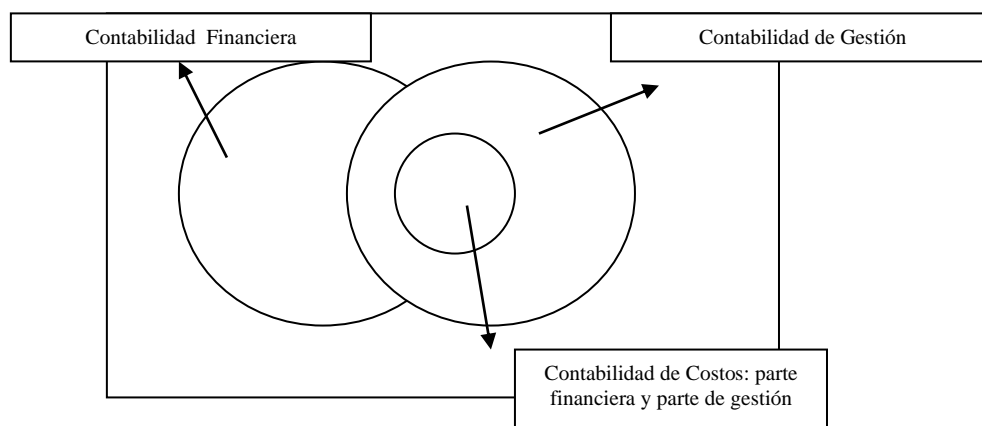 Contabilidad Financiera
Contabilidad de Gestión
Contabilidad de Costos: parte
financiera y parte de gestión